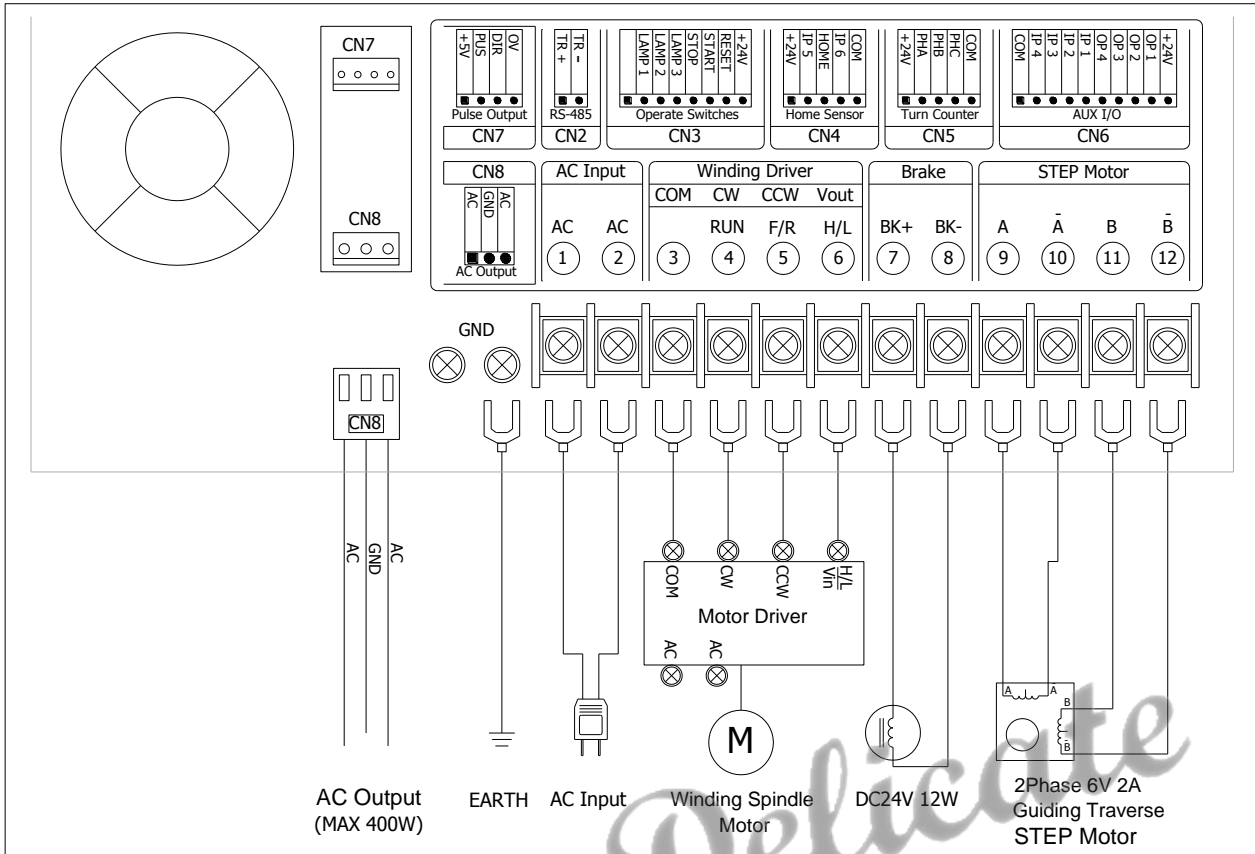 CN7
CN8
+5V
PUS
DIR
OV
Pulse Output
CN7
TR +
TR -
RS-485
CN2
LAMP 1
LAMP 2
LAMP 3
STOP
START
RESET
+24V
Operate Switches
CN3
+24V
IP 5
HOME
IP 6
COM
Home Sensor
CN4
+24V
PHA
PHB
PHC
COM
Turn Counter
CN5
COM
IP 4
IP 3
IP 2
IP 1
OP 4
OP 3
OP 2
OP 1
+24V
AUX I/O
CN6
CN8
AC
GND
AC
AC Output
AC Input
AC AC
1 2
Winding Driver
COM CW CCW Vout
RUN F/R H/L
3 4 5 6
Brake
BK+ BK-
7 8
STEP Motor
A Ā B B̄
9 10 11 12
GND
CN8
AC
GND
AC
COM
CW
CCW
H/L
Vin
Motor Driver
AC
AC
M
A Ā
B
B̄
AC Output
(MAX 400W)
EARTH
AC Input
Winding Spindle
Motor
DC24V 12W
2Phase 6V 2A
Guiding Traverse
STEP Motor
Delicate